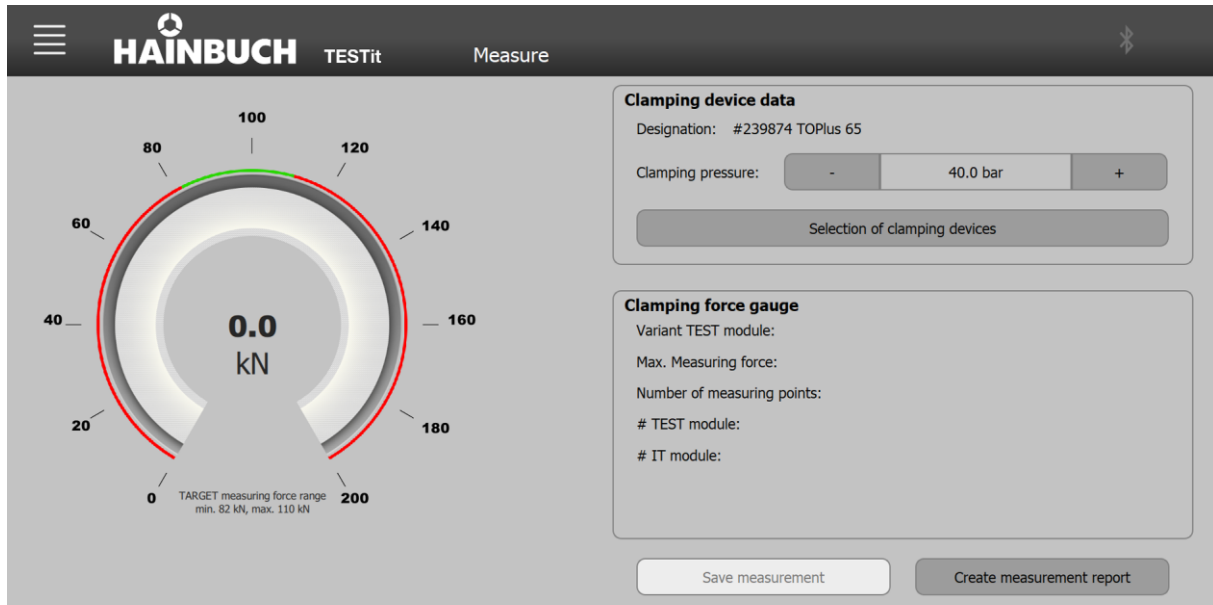 HAINBUCH TESTit Measure
100
80 120
60 140
40 160
20 180
0 200
0.0
kN
TARGET measuring force range
min. 82 kN, max. 110 kN
Clamping device data
Designation: #239874 TOPlus 65
Clamping pressure: - 40.0 bar +
Selection of clamping devices
Clamping force gauge
Variant TEST module:
Max. Measuring force:
Number of measuring points:
# TEST module:
# IT module:
Save measurement Create measurement report